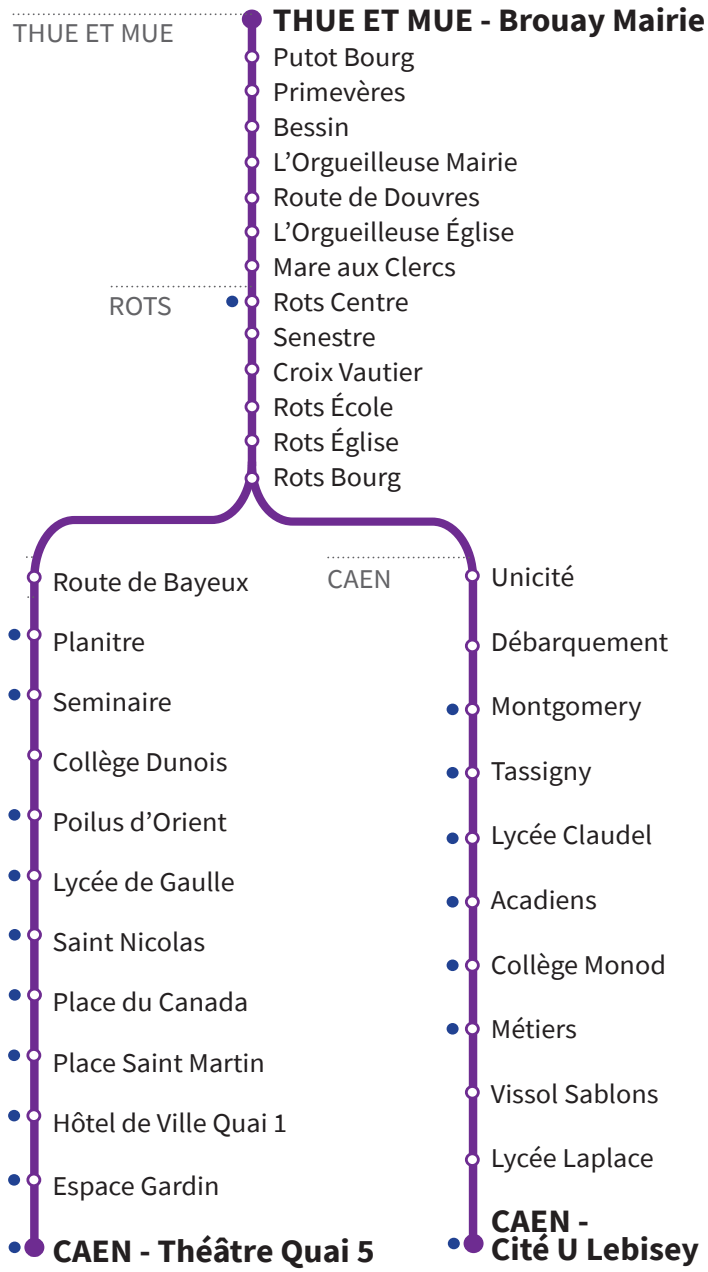 THUE ET MUE
THUE ET MUE - Brouay Mairie
Putot Bourg
Primevères
Bessin
L’Orgueilleuse Mairie
Route de Douvres
L’Orgueilleuse Église
Mare aux Clercs
ROTS
Rots Centre
Senestre
Croix Vautier
Rots École
Rots Église
Rots Bourg
Route de Bayeux
Planitre
Seminaire
Collège Dunois
Poilus d’Orient
Lycée de Gaulle
Saint Nicolas
Place du Canada
Place Saint Martin
Hôtel de Ville Quai 1
Espace Gardin
CAEN - Théâtre Quai 5
CAEN
Unicité
Débarquement
Montgomery
Tassigny
Lycée Claudel
Acadiens
Collège Monod
Métiers
Vissol Sablons
Lycée Laplace
CAEN -
Cité U Lebisey